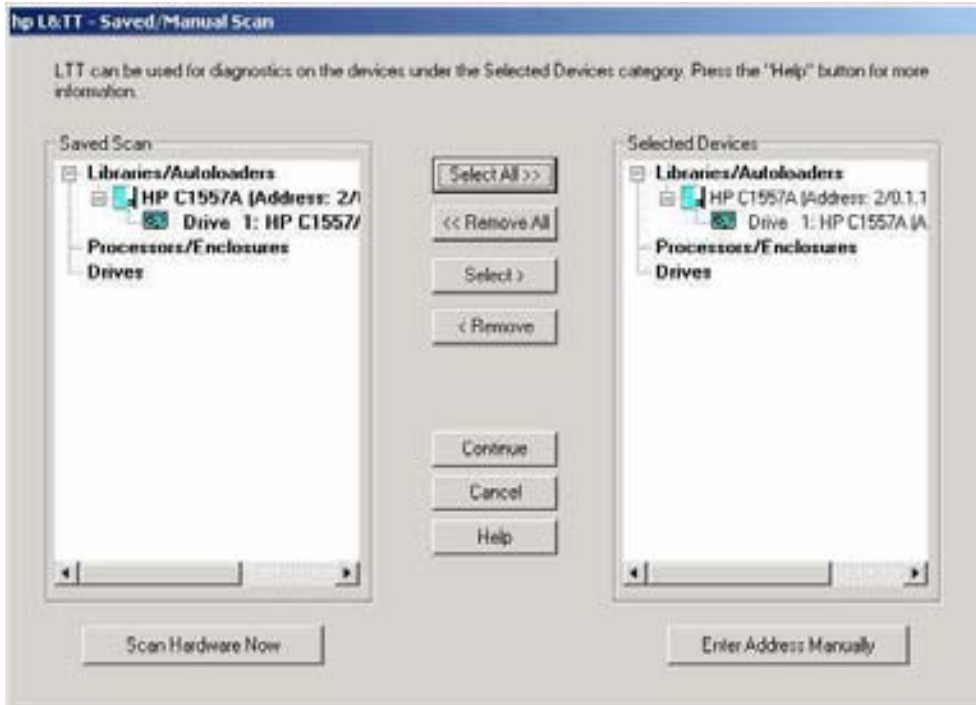 hp L&TT - Saved/Manual Scan
LTT can be used for diagnostics on the devices under the Selected Devices category. Press the "Help" button for more
information.
Saved Scan
Libraries/Autoloaders
HP C1557A (Address: 2/
Drive 1: HP C1557
Processors/Enclosures
Drives
Select All >>
<< Remove All
Select >
< Remove
Continue
Cancel
Help
Selected Devices
Libraries/Autoloaders
HP C1557A (Address: 2/0.1.1
Drive 1: HP C1557A (A
Processors/Enclosures
Drives
Scan Hardware Now
Enter Address Manually